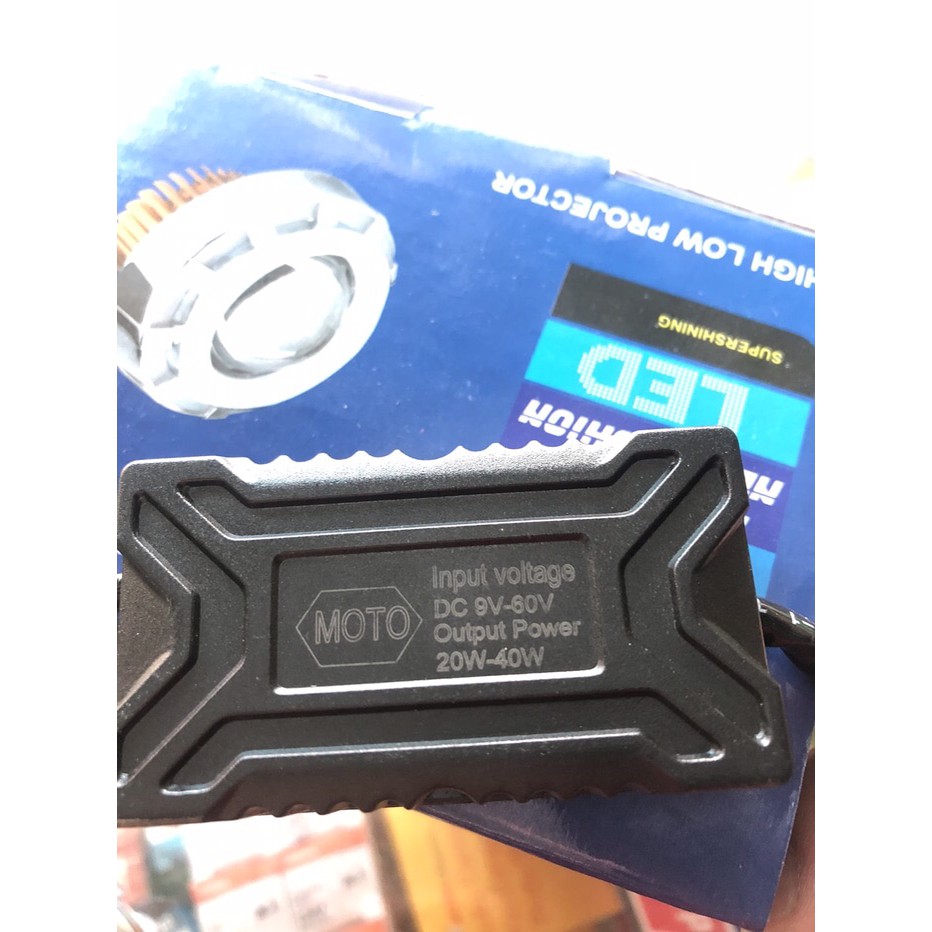 HIGH LOW PROJECTOR
SUPERSHINING
LED
MOTO
Input voltage
DC 9V-60V
Output Power
20W-40W